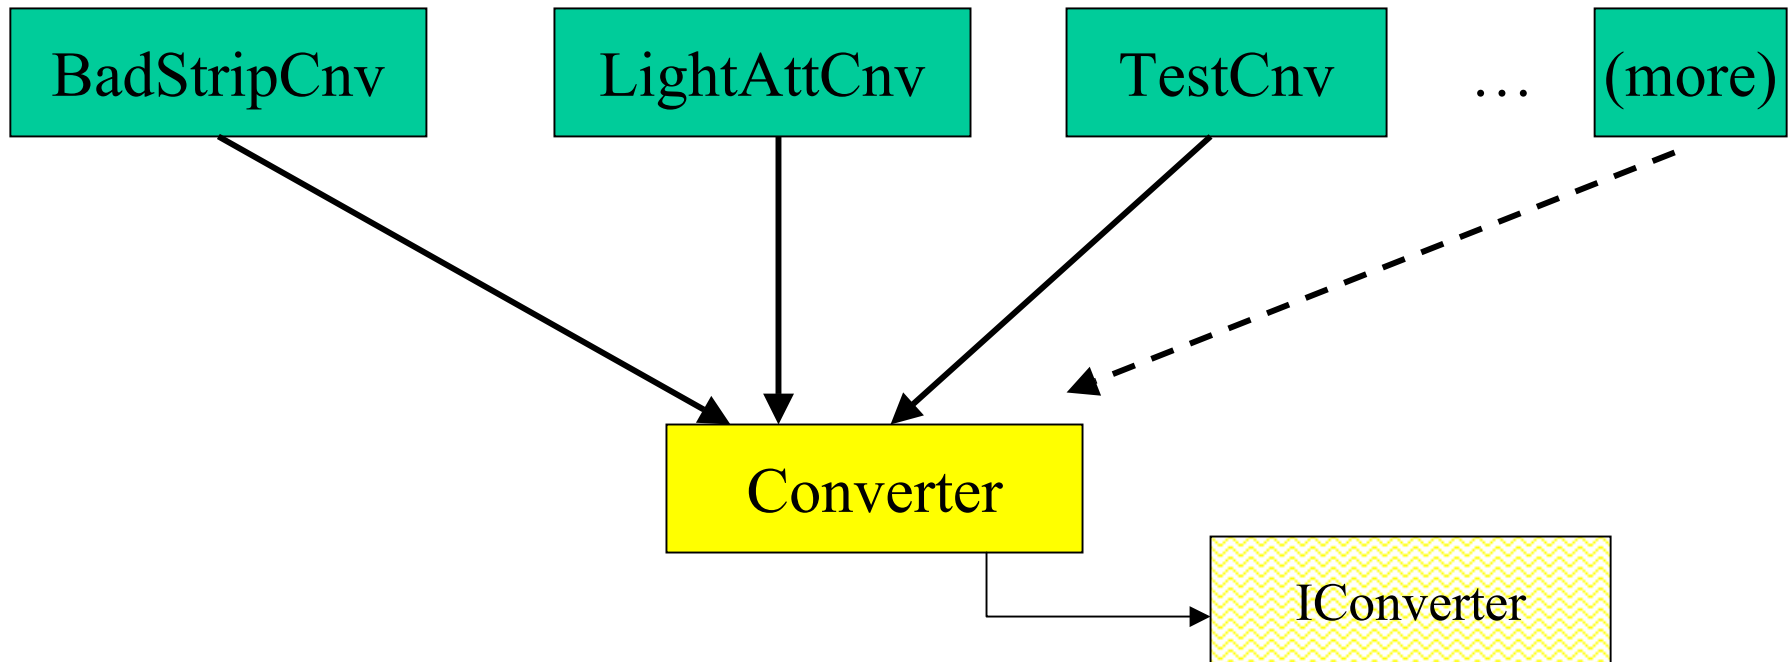 BadStripCnv
LightAttCnv
TestCnv
…
(more)
Converter
IConverter